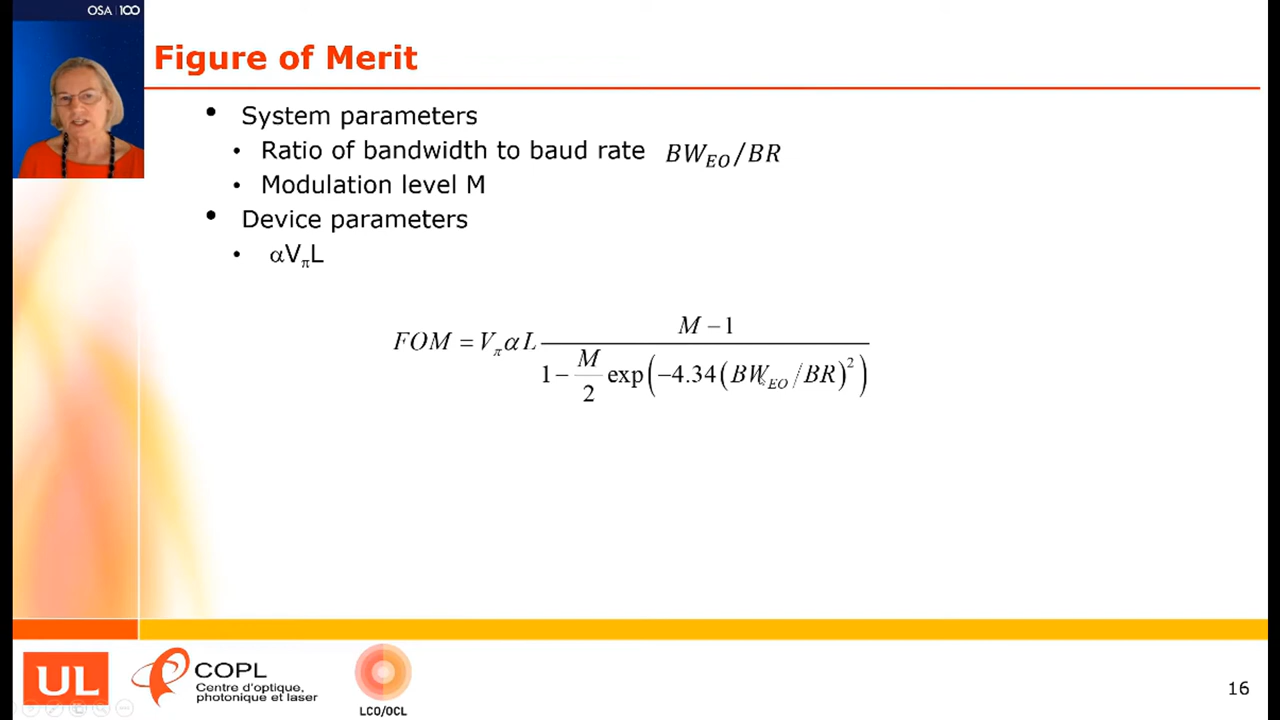 OSA | 100
Figure of Merit
• System parameters
• Ratio of bandwidth to baud rate BW_EO/BR
• Modulation level M
• Device parameters
• αV_πL
FOM = V_π α L (M − 1) / (1 − (M/2) exp(−4.34 (BW_EO/BR)²))
UL
COPL
Centre d'optique,
photonique et laser
LCO/OCL
16